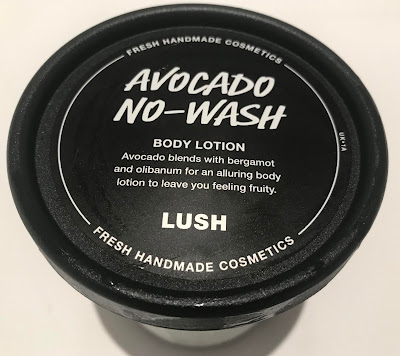 FRESH HANDMADE COSMETICS
AVOCADO
NO-WASH
BODY LOTION
Avocado blends with bergamot
and olibanum for an alluring body
lotion to leave you feeling fruity.
UK-1A
LUSH
FRESH HANDMADE COSMETICS